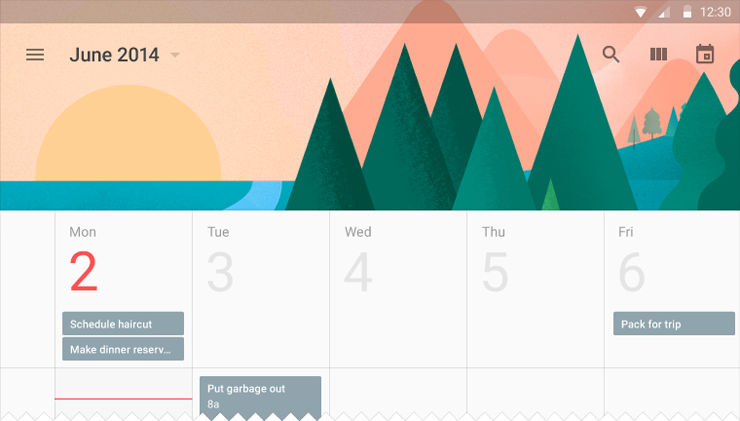 12:30
June 2014
Mon
Tue
Wed
Thu
Fri
2
3
4
5
6
Schedule haircut
Pack for trip
Make dinner reserv…
Put garbage out
8a